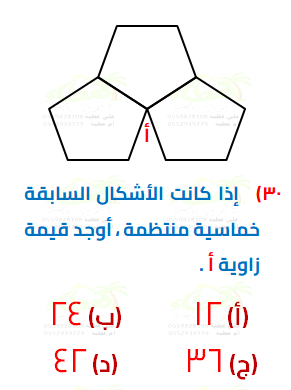 أ
٣٠) إذا كانت الأشكال السابقة
خماسية منتظمة ، أوجد قيمة
زاوية أ .
(أ) ١٢ (ب) ٢٤
(ج) ٣٦ (د) ٤٢